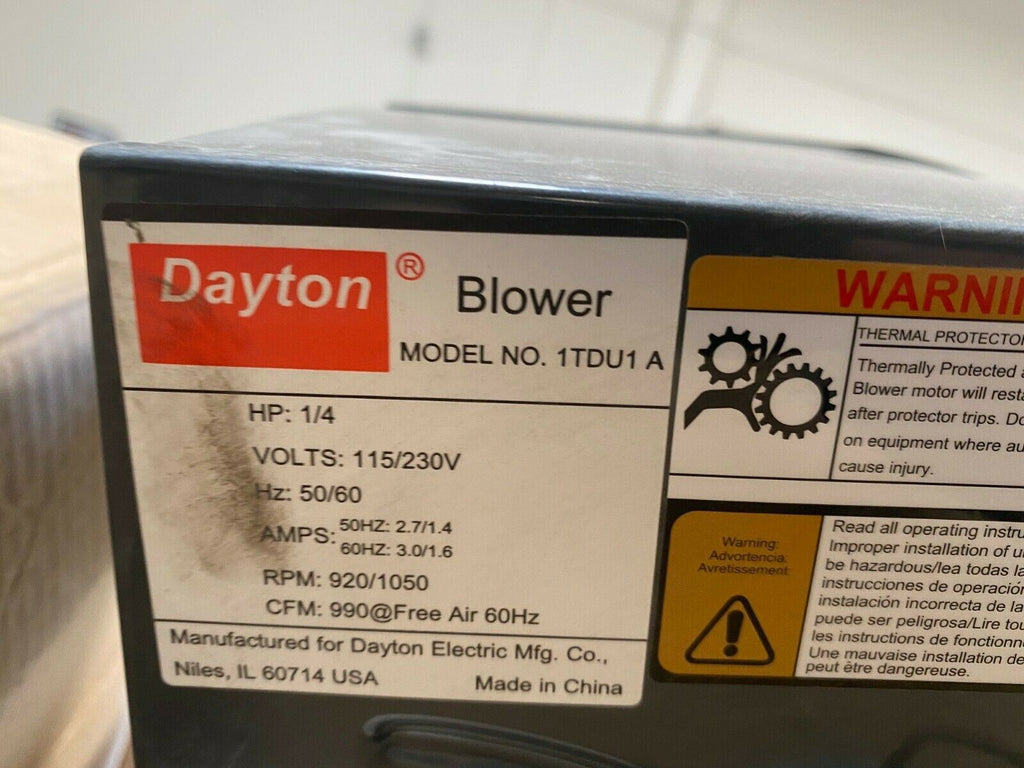 Dayton ®
Blower
MODEL NO. 1TDU1 A
HP: 1/4
VOLTS: 115/230V
Hz: 50/60
AMPS: 50HZ: 2.7/1.4
60HZ: 3.0/1.6
RPM: 920/1050
CFM: 990@Free Air 60Hz
Manufactured for Dayton Electric Mfg. Co.,
Niles, IL 60714 USA
Made in China
WARNI
THERMAL PROTECTOR
Thermally Protected a
Blower motor will resta
after protector trips. Do
on equipment where au
cause injury.
Warning:
Advortencia:
Avretissement:
Read all operating instru
Improper installation of u
be hazardous/lea todas la
instrucciones de operació
instalación incorrecta de la
puede ser peligrosa/Lire tou
les instructions de fonctionn
Une mauvaise installation de
peut être dangereuse.